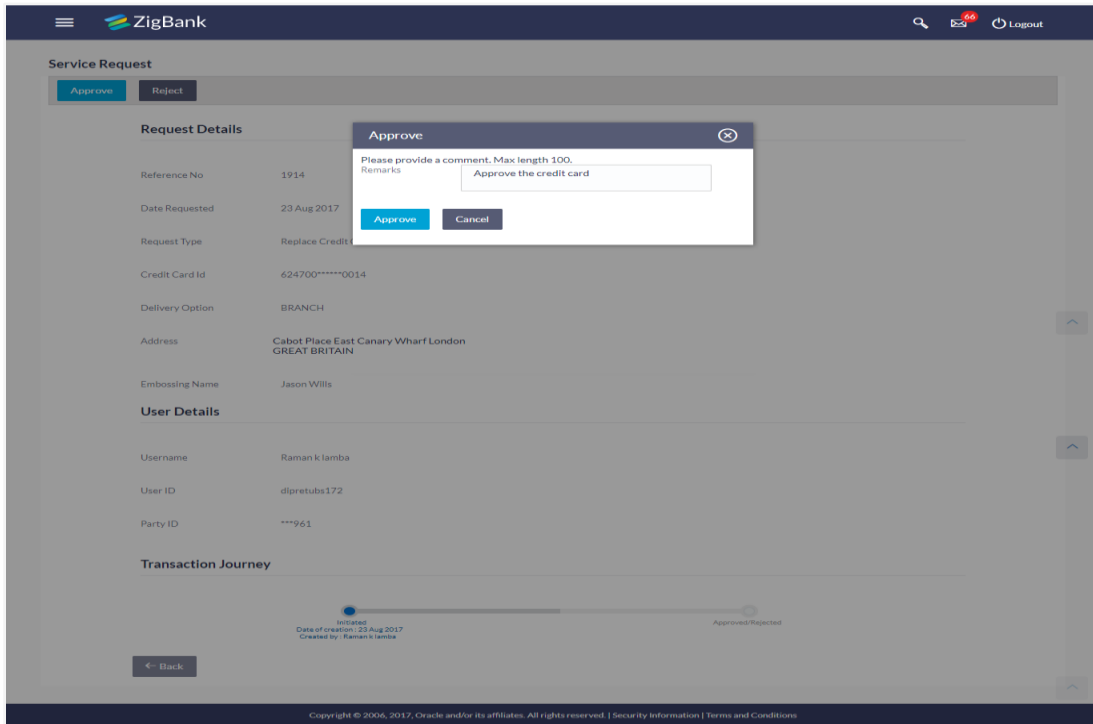 ZigBank
66
Logout
Service Request
Approve
Reject
Request Details
Approve
Please provide a comment. Max length 100.
Remarks
Approve the credit card
Approve
Cancel
Reference No 1914
Date Requested 23 Aug 2017
Request Type Replace Credit
Credit Card Id 624700******0014
Delivery Option BRANCH
Address Cabot Place East Canary Wharf London
GREAT BRITAIN
Embossing Name Jason Wills
User Details
Username Raman k lamba
User ID dipretubs172
Party ID ***961
Transaction Journey
Initiated
Date of creation : 23 Aug 2017
Created by : Raman k lamba
Approved/Rejected
Back
Copyright © 2006, 2017, Oracle and/or its affiliates. All rights reserved. | Security Information | Terms and Conditions